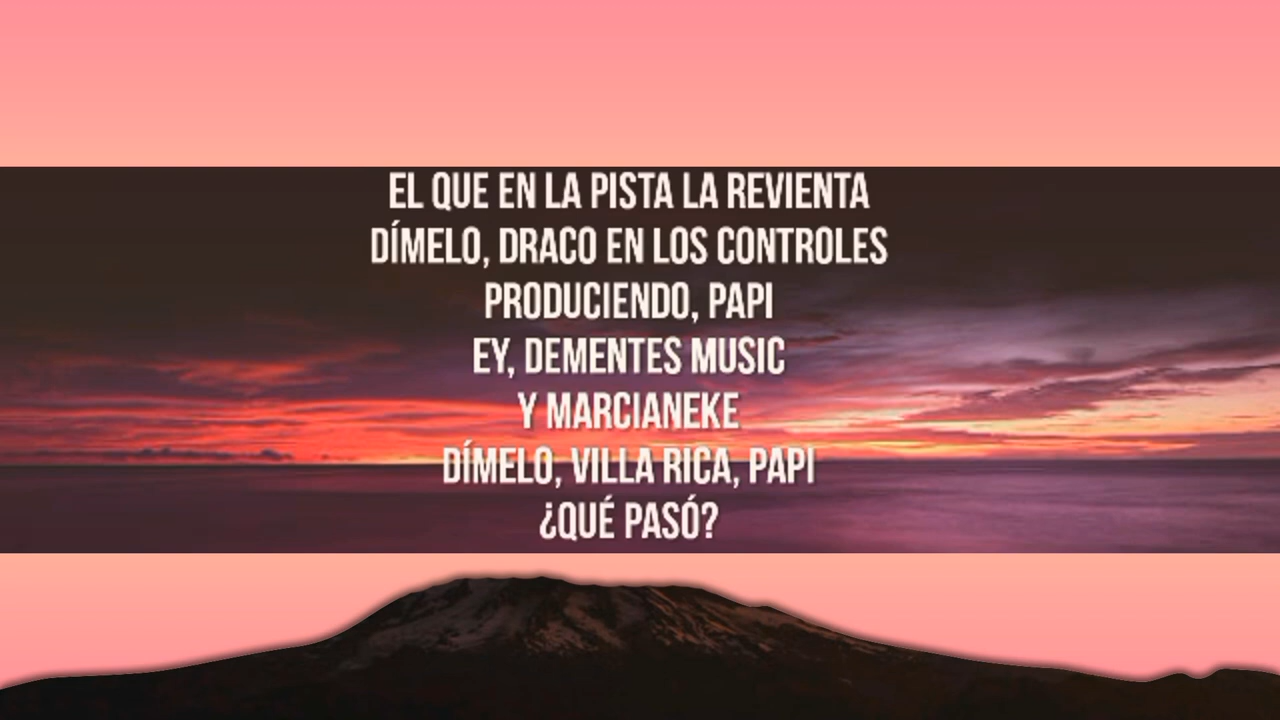 EL QUE EN LA PISTA LA REVIENTA
DÍMELO, DRACO EN LOS CONTROLES
PRODUCIENDO, PAPI
EY, DEMENTES MUSIC
Y MARCIANEKE
DÍMELO, VILLA RICA, PAPI
¿QUÉ PASÓ?